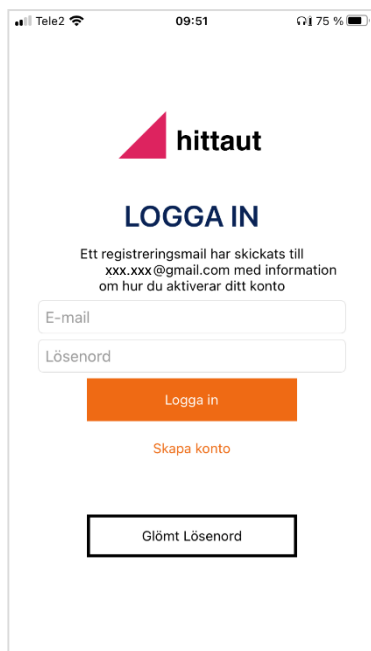 Tele2 09:51 75 %
hittaut
LOGGA IN
Ett registreringsmail har skickats till
xxx.xxx@gmail.com med information
om hur du aktiverar ditt konto
E-mail
Lösenord
Logga in
Skapa konto
Glömt Lösenord